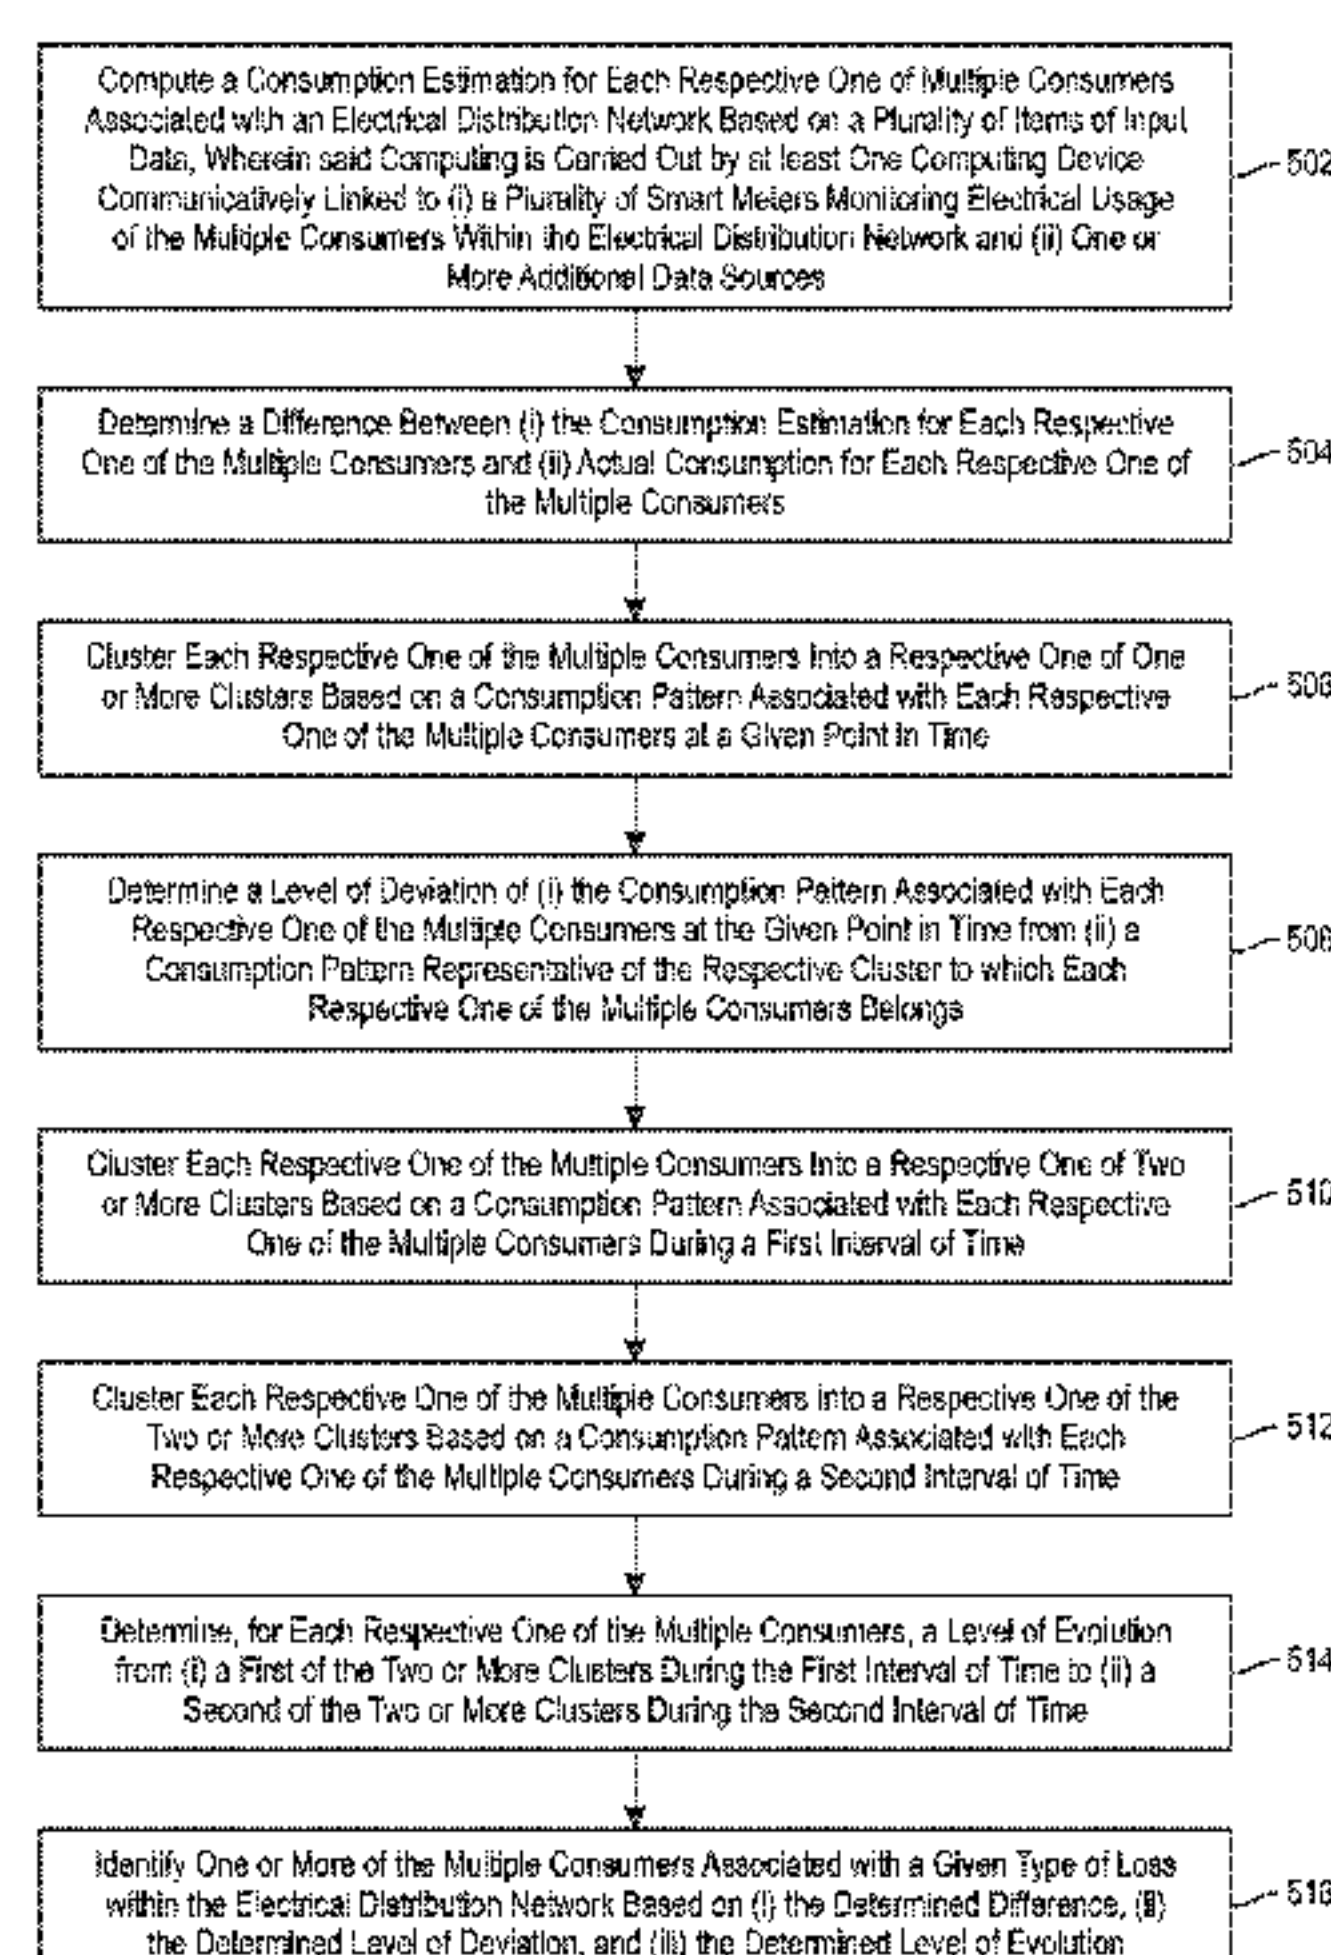 Compute a Consumption Estimation for Each Respective One of Multiple Consumers
Associated with an Electrical Distribution Network Based on a Plurality of Items of Input
Data, Wherein said Computing is Carried Out by at least One Computing Device
Communicatively Linked to (i) a Plurality of Smart Meters Monitoring Electrical Usage
of the Multiple Consumers Within the Electrical Distribution Network and (ii) One or
More Additional Data Sources
502
Determine a Difference Between (i) the Consumption Estimation for Each Respective
One of the Multiple Consumers and (ii) Actual Consumption for Each Respective One of
the Multiple Consumers
504
Cluster Each Respective One of the Multiple Consumers Into a Respective One of One
or More Clusters Based on a Consumption Pattern Associated with Each Respective
One of the Multiple Consumers at a Given Point in Time
506
Determine a Level of Deviation of (i) the Consumption Pattern Associated with Each
Respective One of the Multiple Consumers at the Given Point in Time from (ii) a
Consumption Pattern Representative of the Respective Cluster to which Each
Respective One of the Multiple Consumers Belongs
508
Cluster Each Respective One of the Multiple Consumers Into a Respective One of Two
or More Clusters Based on a Consumption Pattern Associated with Each Respective
One of the Multiple Consumers During a First Interval of Time
510
Cluster Each Respective One of the Multiple Consumers into a Respective One of the
Two or More Clusters Based on a Consumption Pattern Associated with Each
Respective One of the Multiple Consumers During a Second Interval of Time
512
Determine, for Each Respective One of the Multiple Consumers, a Level of Evolution
from (i) a First of the Two or More Clusters During the First Interval of Time to (ii) a
Second of the Two or More Clusters During the Second Interval of Time
514
Identify One or More of the Multiple Consumers Associated with a Given Type of Loss
within the Electrical Distribution Network Based on (i) the Determined Difference, (ii)
the Determined Level of Deviation, and (iii) the Determined Level of Evolution
516